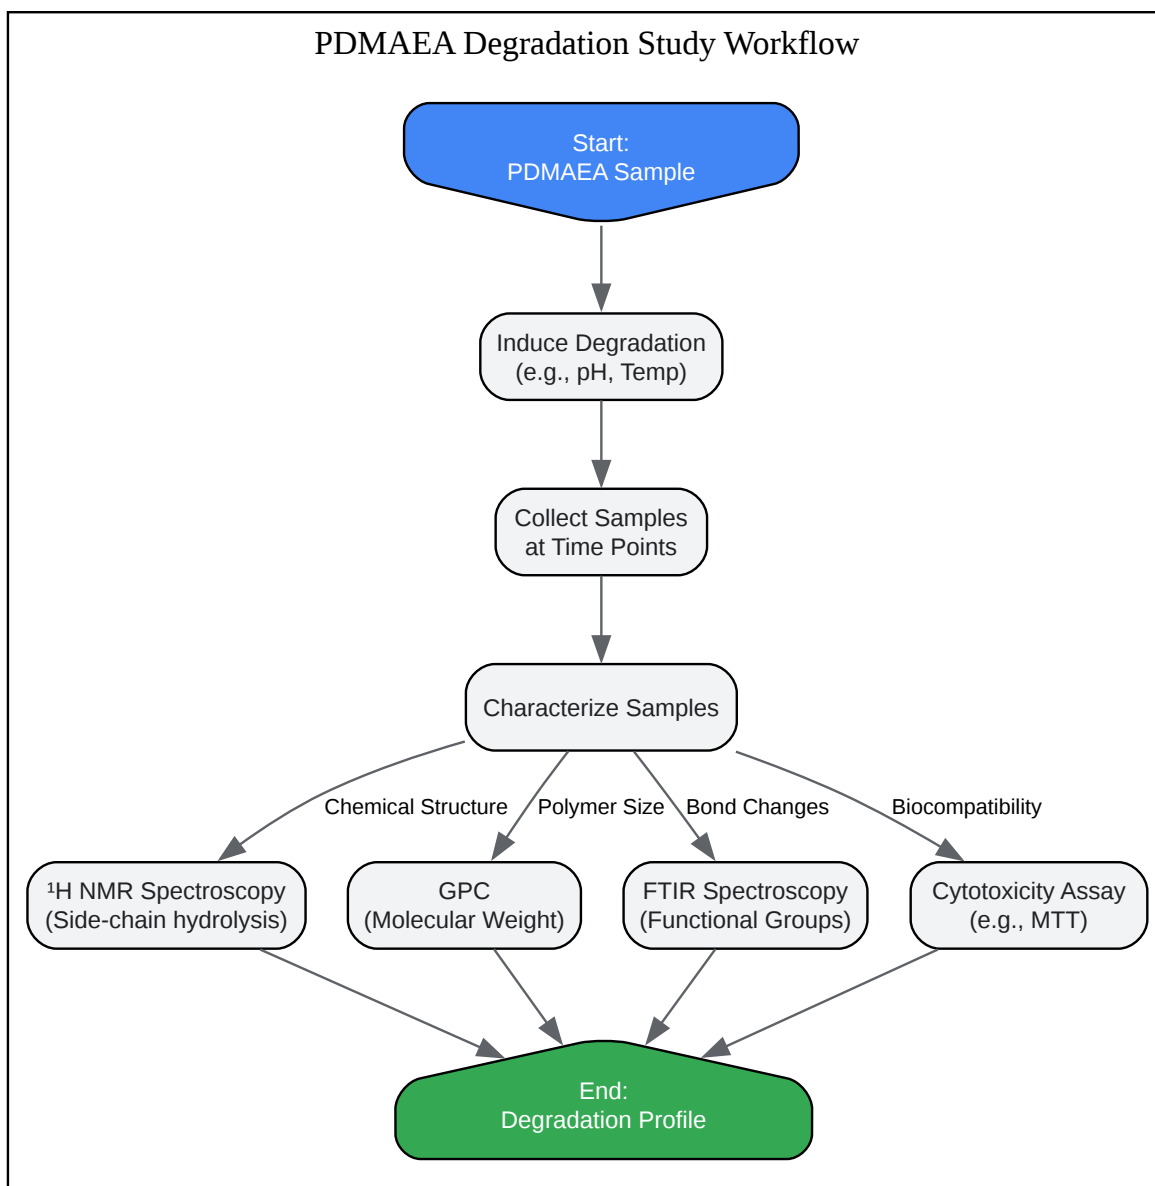 PDMAEA Degradation Study Workflow
Start:
PDMAEA Sample
Induce Degradation
(e.g., pH, Temp)
Collect Samples
at Time Points
Characterize Samples
Chemical Structure
Polymer Size
Bond Changes
Biocompatibility
¹H NMR Spectroscopy
(Side-chain hydrolysis)
GPC
(Molecular Weight)
FTIR Spectroscopy
(Functional Groups)
Cytotoxicity Assay
(e.g., MTT)
End:
Degradation Profile